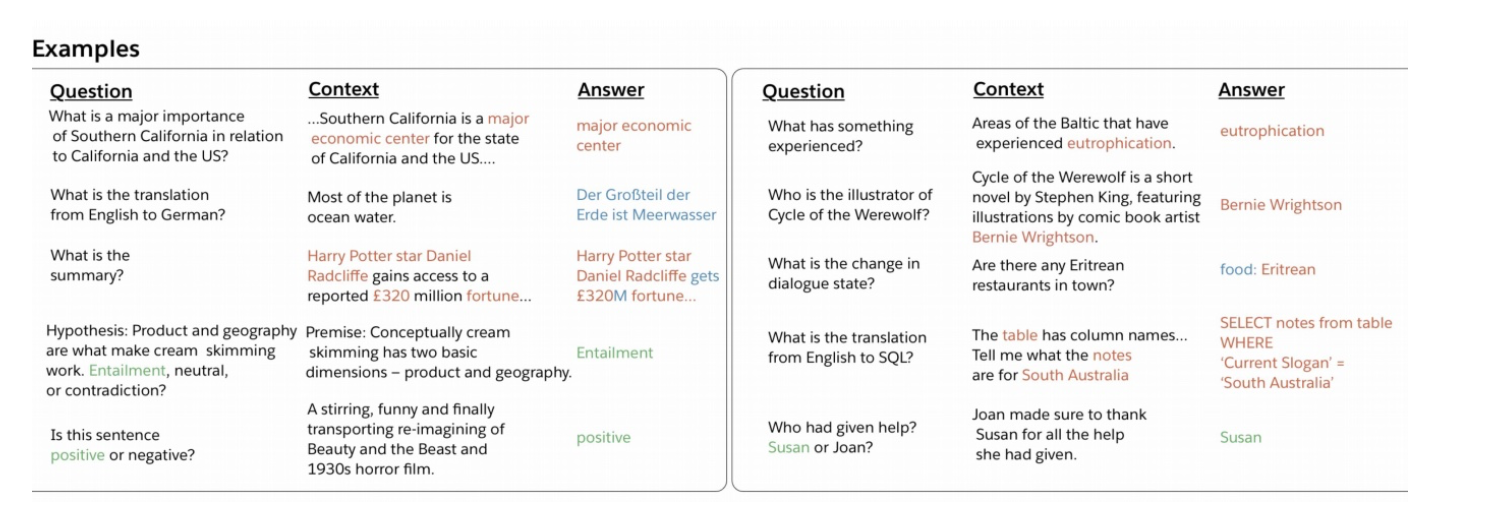 Examples
Question
Context
Answer
What is a major importance
of Southern California in relation
to California and the US?
...Southern California is a major
economic center for the state
of California and the US....
major economic
center
What is the translation
from English to German?
Most of the planet is
ocean water.
Der Großteil der
Erde ist Meerwasser
What is the
summary?
Harry Potter star Daniel
Radcliffe gains access to a
reported £320 million fortune...
Harry Potter star
Daniel Radcliffe gets
£320M fortune...
Hypothesis: Product and geography
are what make cream skimming
work. Entailment, neutral,
or contradiction?
Premise: Conceptually cream
skimming has two basic
dimensions – product and geography.
Entailment
Is this sentence
positive or negative?
A stirring, funny and finally
transporting re-imagining of
Beauty and the Beast and
1930s horror film.
positive
Question
Context
Answer
What has something
experienced?
Areas of the Baltic that have
experienced eutrophication.
eutrophication
Who is the illustrator of
Cycle of the Werewolf?
Cycle of the Werewolf is a short
novel by Stephen King, featuring
illustrations by comic book artist
Bernie Wrightson.
Bernie Wrightson
What is the change in
dialogue state?
Are there any Eritrean
restaurants in town?
food: Eritrean
What is the translation
from English to SQL?
The table has column names...
Tell me what the notes
are for South Australia
SELECT notes from table
WHERE
‘Current Slogan’ =
‘South Australia’
Who had given help?
Susan or Joan?
Joan made sure to thank
Susan for all the help
she had given.
Susan